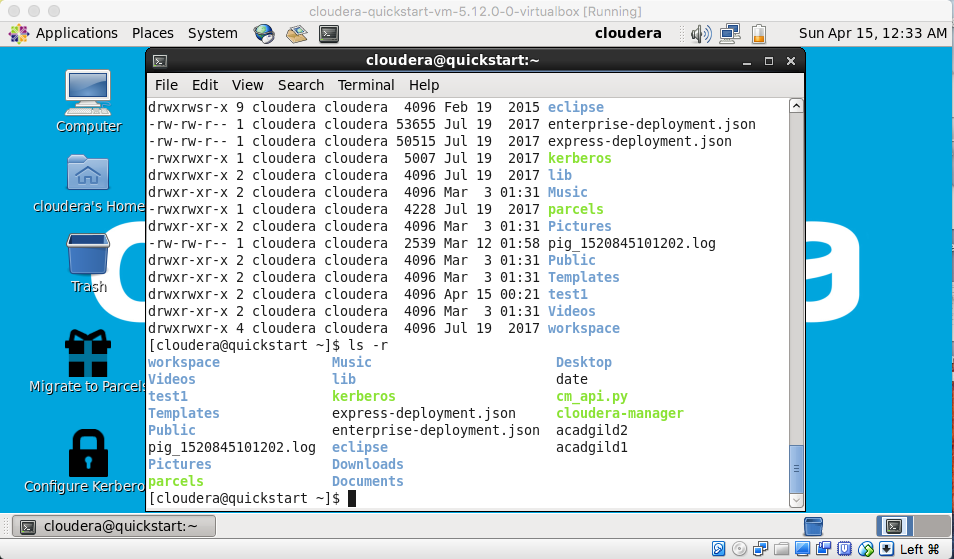 cloudera-quickstart-vm-5.12.0-0-virtualbox [Running]
Applications Places System cloudera Sun Apr 15, 12:33 AM
cloudera@quickstart:~
File Edit View Search Terminal Help
Computer
cloudera's Home
Trash
Migrate to Parcels
Configure Kerbero
drwxrwsr-x 9 cloudera cloudera  4096 Feb 19  2015 eclipse
-rw-rw-r-- 1 cloudera cloudera 53655 Jul 19  2017 enterprise-deployment.json
-rw-rw-r-- 1 cloudera cloudera 50515 Jul 19  2017 express-deployment.json
-rwxrwxr-x 1 cloudera cloudera  5007 Jul 19  2017 kerberos
drwxrwxr-x 2 cloudera cloudera  4096 Jul 19  2017 lib
drwxr-xr-x 2 cloudera cloudera  4096 Mar  3 01:31 Music
-rwxrwxr-x 1 cloudera cloudera  4228 Jul 19  2017 parcels
drwxr-xr-x 2 cloudera cloudera  4096 Mar  3 01:31 Pictures
-rw-rw-r-- 1 cloudera cloudera  2539 Mar 12 01:58 pig_1520845101202.log
drwxr-xr-x 2 cloudera cloudera  4096 Mar  3 01:31 Public
drwxr-xr-x 2 cloudera cloudera  4096 Mar  3 01:31 Templates
drwxrwxr-x 2 cloudera cloudera  4096 Apr 15 00:21 test1
drwxr-xr-x 2 cloudera cloudera  4096 Mar  3 01:31 Videos
drwxrwxr-x 4 cloudera cloudera  4096 Jul 19  2017 workspace
[cloudera@quickstart ~]$ ls -r
workspace Music Desktop
Videos lib date
test1 kerberos cm_api.py
Templates express-deployment.json cloudera-manager
Public enterprise-deployment.json acadgild2
pig_1520845101202.log eclipse acadgild1
Pictures Downloads
parcels Documents
[cloudera@quickstart ~]$
cloudera@quickstart:~
Left ⌘